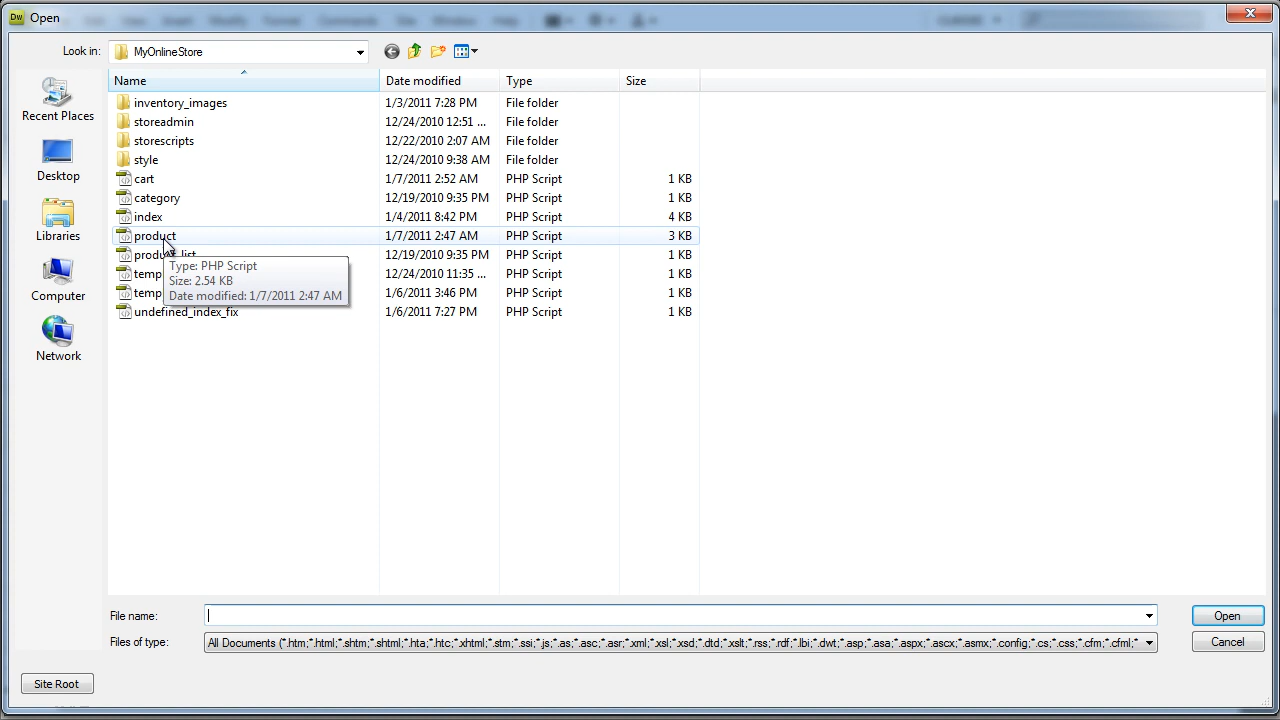 Dw Open
Look in: MyOnlineStore
Name Date modified Type Size
Recent Places
Desktop
Libraries
Computer
Network
inventory_images 1/3/2011 7:28 PM File folder
storeadmin 12/24/2010 12:51 ... File folder
storescripts 12/22/2010 2:07 AM File folder
style 12/24/2010 9:38 AM File folder
cart 1/7/2011 2:52 AM PHP Script 1 KB
category 12/19/2010 9:35 PM PHP Script 1 KB
index 1/4/2011 8:42 PM PHP Script 4 KB
product 1/7/2011 2:47 AM PHP Script 3 KB
product_list 12/19/2010 9:35 PM PHP Script 1 KB
temp 12/24/2010 11:35 ... PHP Script 1 KB
temp 1/6/2011 3:46 PM PHP Script 1 KB
undefined_index_fix 1/6/2011 7:27 PM PHP Script 1 KB
Type: PHP Script
Size: 2.54 KB
Date modified: 1/7/2011 2:47 AM
File name: Open
Files of type: All Documents (*.htm;*.html;*.shtm;*.shtml;*.hta;*.htc;*.xhtml;*.stm;*.ssi;*.js;*.as;*.asc;*.asr;*.xml;*.xsl;*.xsd;*.dtd;*.xslt;*.rss;*.rdf;*.lbi;*.dwt;*.asp;*.asa;*.aspx;*.ascx;*.asmx;*.config;*.cs;*.css;*.cfm;*.cfml;* Cancel
Site Root